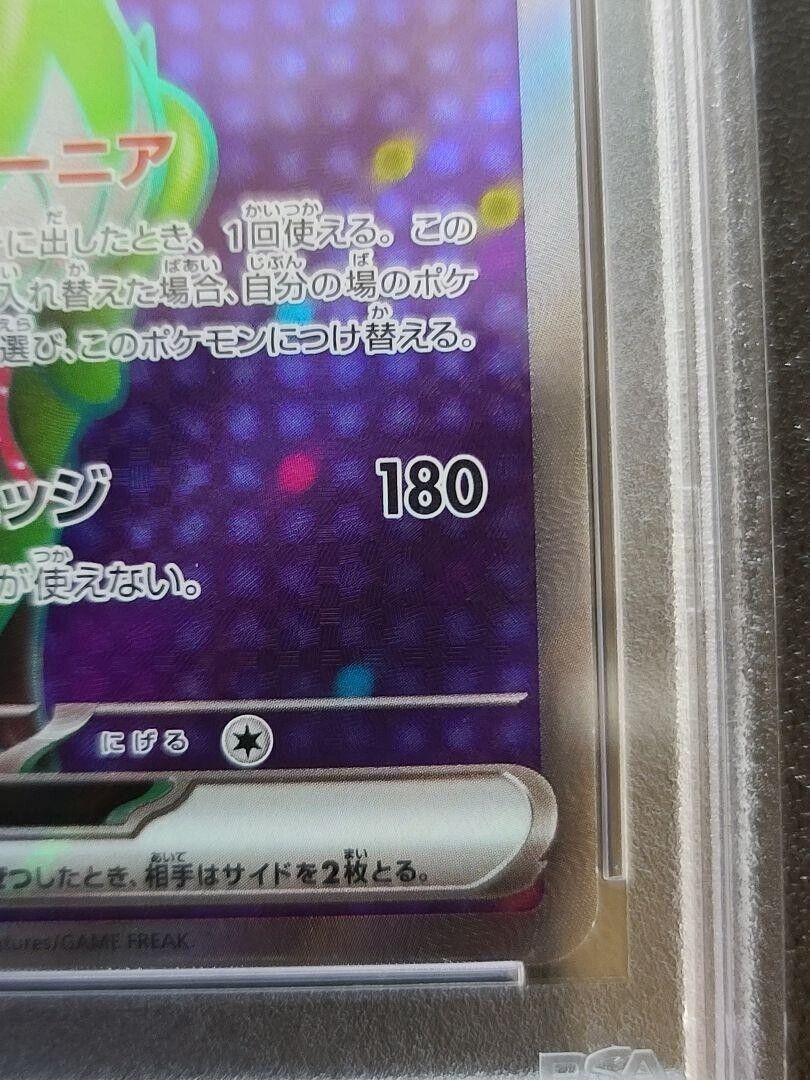 ーニア
に出したとき、1回使える。この
入れ替えた場合、自分の場のポケ
選び、このポケモンにつけ替える。
ッジ 180
が使えない。
にげる
ぜつしたとき、相手はサイドを2枚とる。
tures/GAME FREAK.
PSA